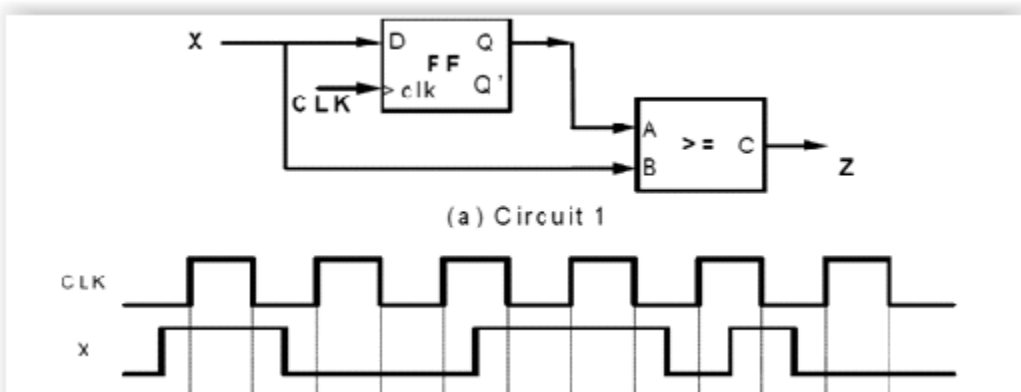 X D Q
FF
CLK > clk Q'
A >= C
B Z
(a) Circuit 1
CLK
X